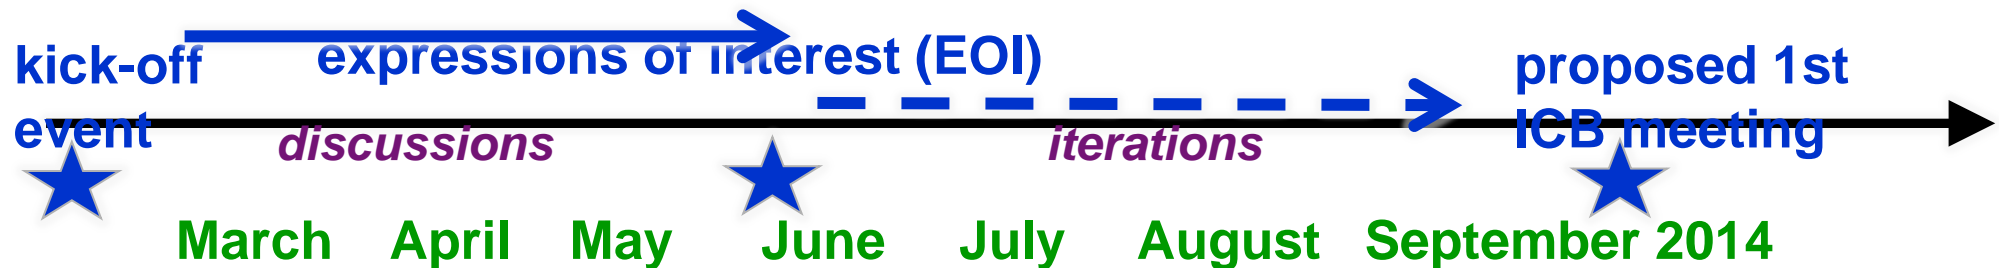 kick-off
event
expressions of interest (EOI)
proposed 1st
ICB meeting
discussions
iterations
March April May June July August September 2014